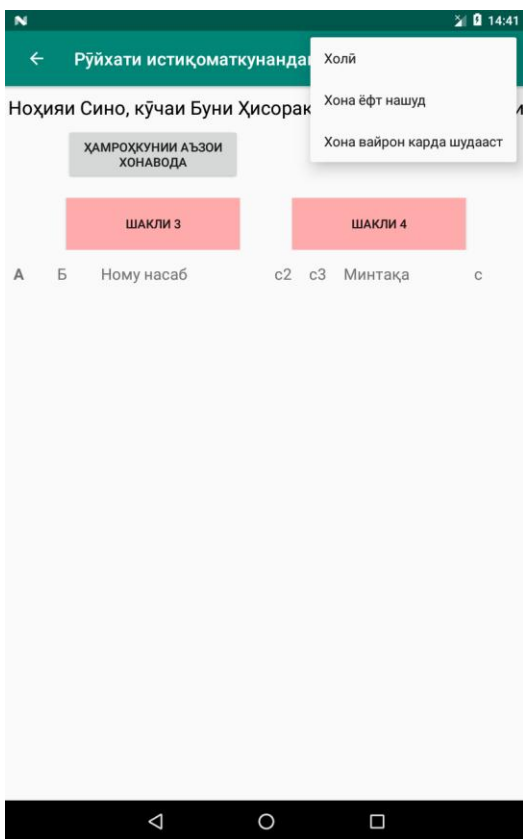 14:41
Рӯйхати истиқоматкунанда
Холӣ
Хона ёфт нашуд
Хона вайрон карда шудааст
Ноҳияи Сино, кӯчаи Буни Ҳисорак
ҲАМРОҲКУНИИ АЪЗОИ
ХОНАВОДА
ШАКЛИ 3 ШАКЛИ 4
А Б Ному насаб с2 с3 Минтақа с